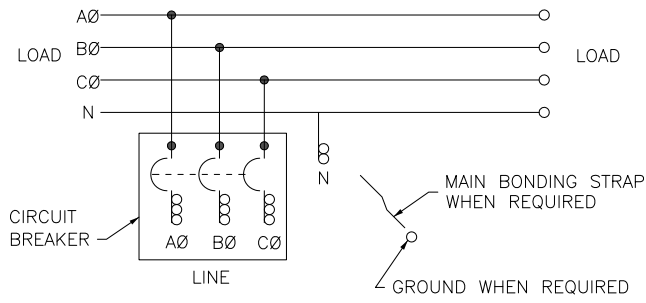 AØ
BØ
LOAD
LOAD
CØ
N
N
MAIN BONDING STRAP
WHEN REQUIRED
CIRCUIT
BREAKER
AØ BØ CØ
LINE
GROUND WHEN REQUIRED